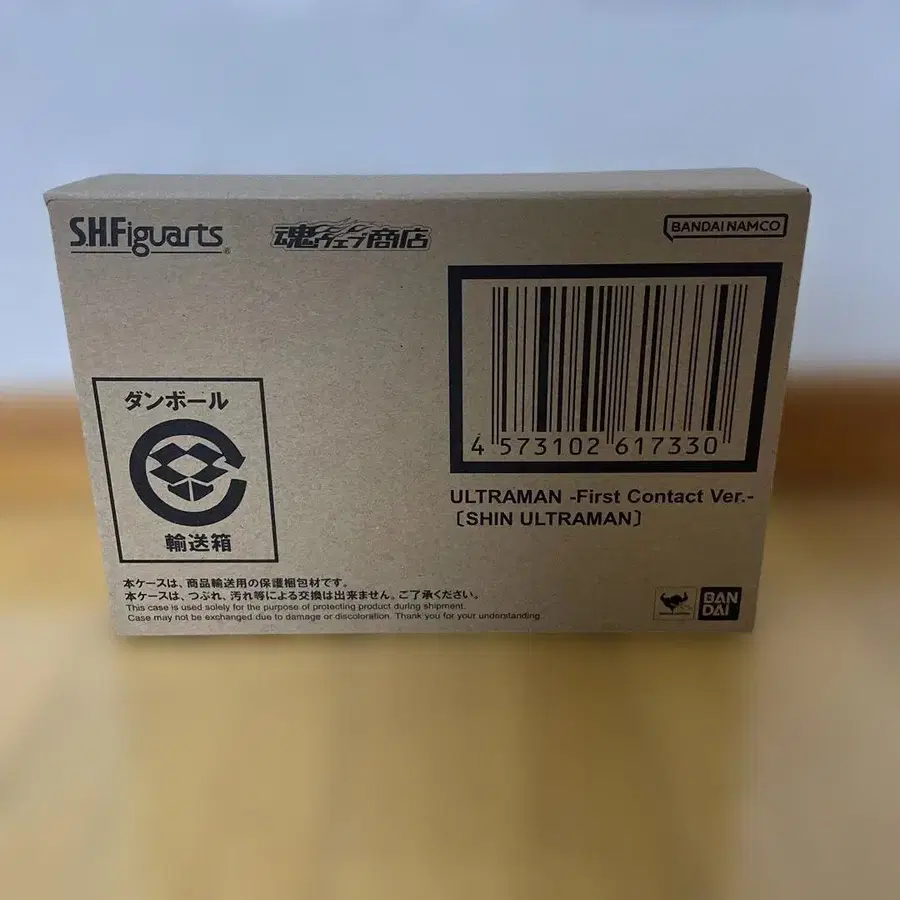 S.H.Figuarts®
魂ウェブ商店
BANDAI NAMCO
4 573102 617330
ULTRAMAN -First Contact Ver.-
〔SHIN ULTRAMAN〕
ダンボール
輸送箱
本ケースは、商品輸送用の保護梱包材です。
本ケースは、つぶれ、汚れ等による交換は出来ません。ご了承ください。
This case is used solely for the purpose of protecting product during shipment.
Case may not be exchanged due to damage or discoloration. Thank you for your understanding.
BAN
DAI